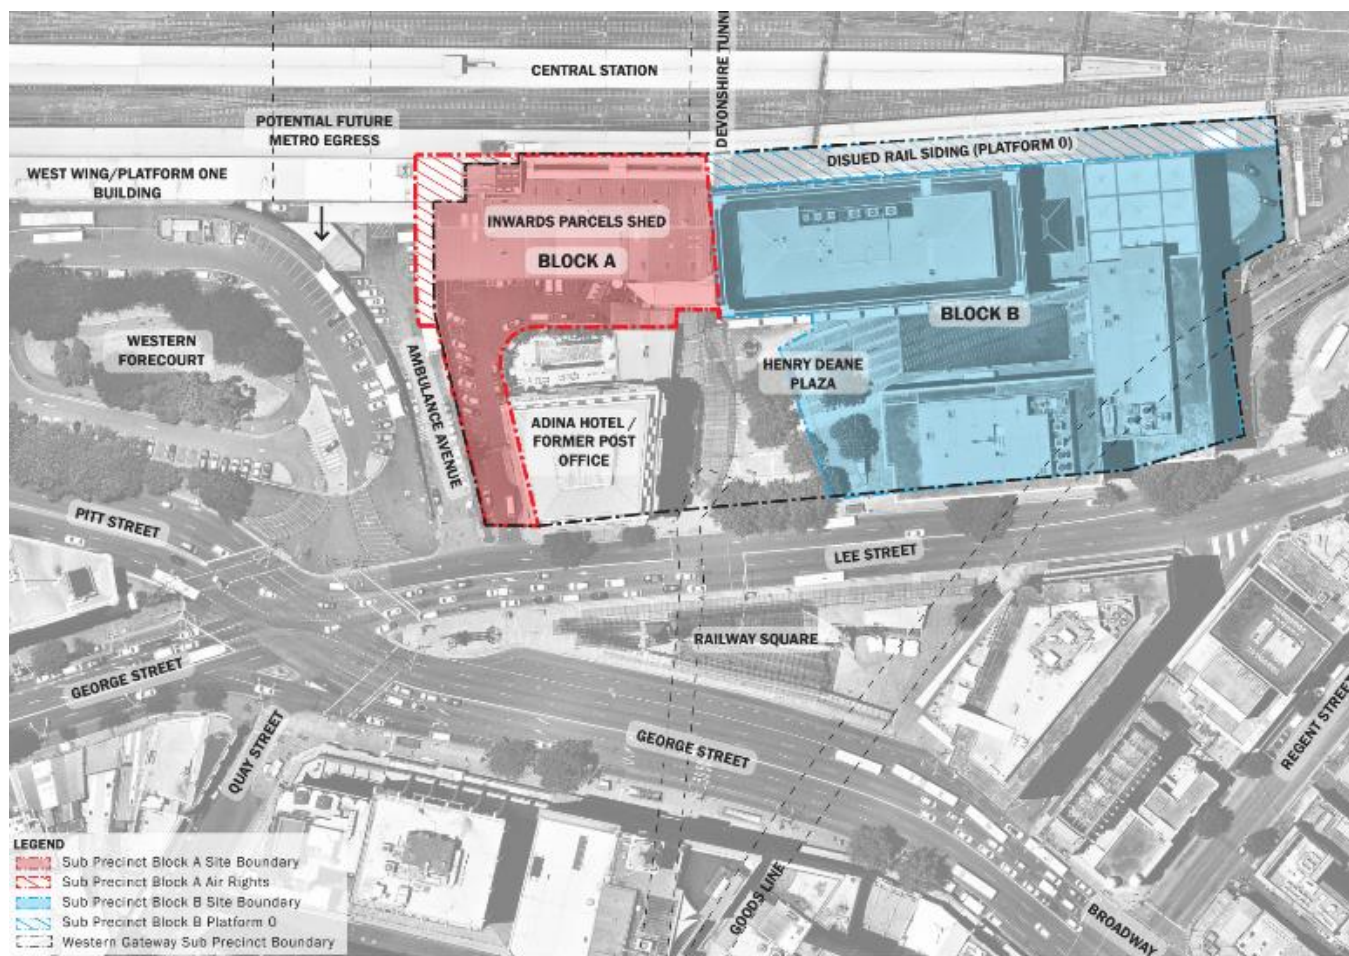 CENTRAL STATION
DEVONSHIRE TUNN
POTENTIAL FUTURE
METRO EGRESS
DISUED RAIL SIDING (PLATFORM 0)
WEST WING/PLATFORM ONE
BUILDING
INWARDS PARCELS SHED
BLOCK A
BLOCK B
WESTERN
FORECOURT
AMBULANCE AVENUE
HENRY DEANE
PLAZA
ADINA HOTEL /
FORMER POST
OFFICE
PITT STREET
LEE STREET
RAILWAY SQUARE
GEORGE STREET
QUAY STREET
GEORGE STREET
REGENT STREET
GOODS LINE
BROADWAY
LEGEND
Sub Precinct Block A Site Boundary
Sub Precinct Block A Air Rights
Sub Precinct Block B Site Boundary
Sub Precinct Block B Platform 0
Western Gateway Sub Precinct Boundary